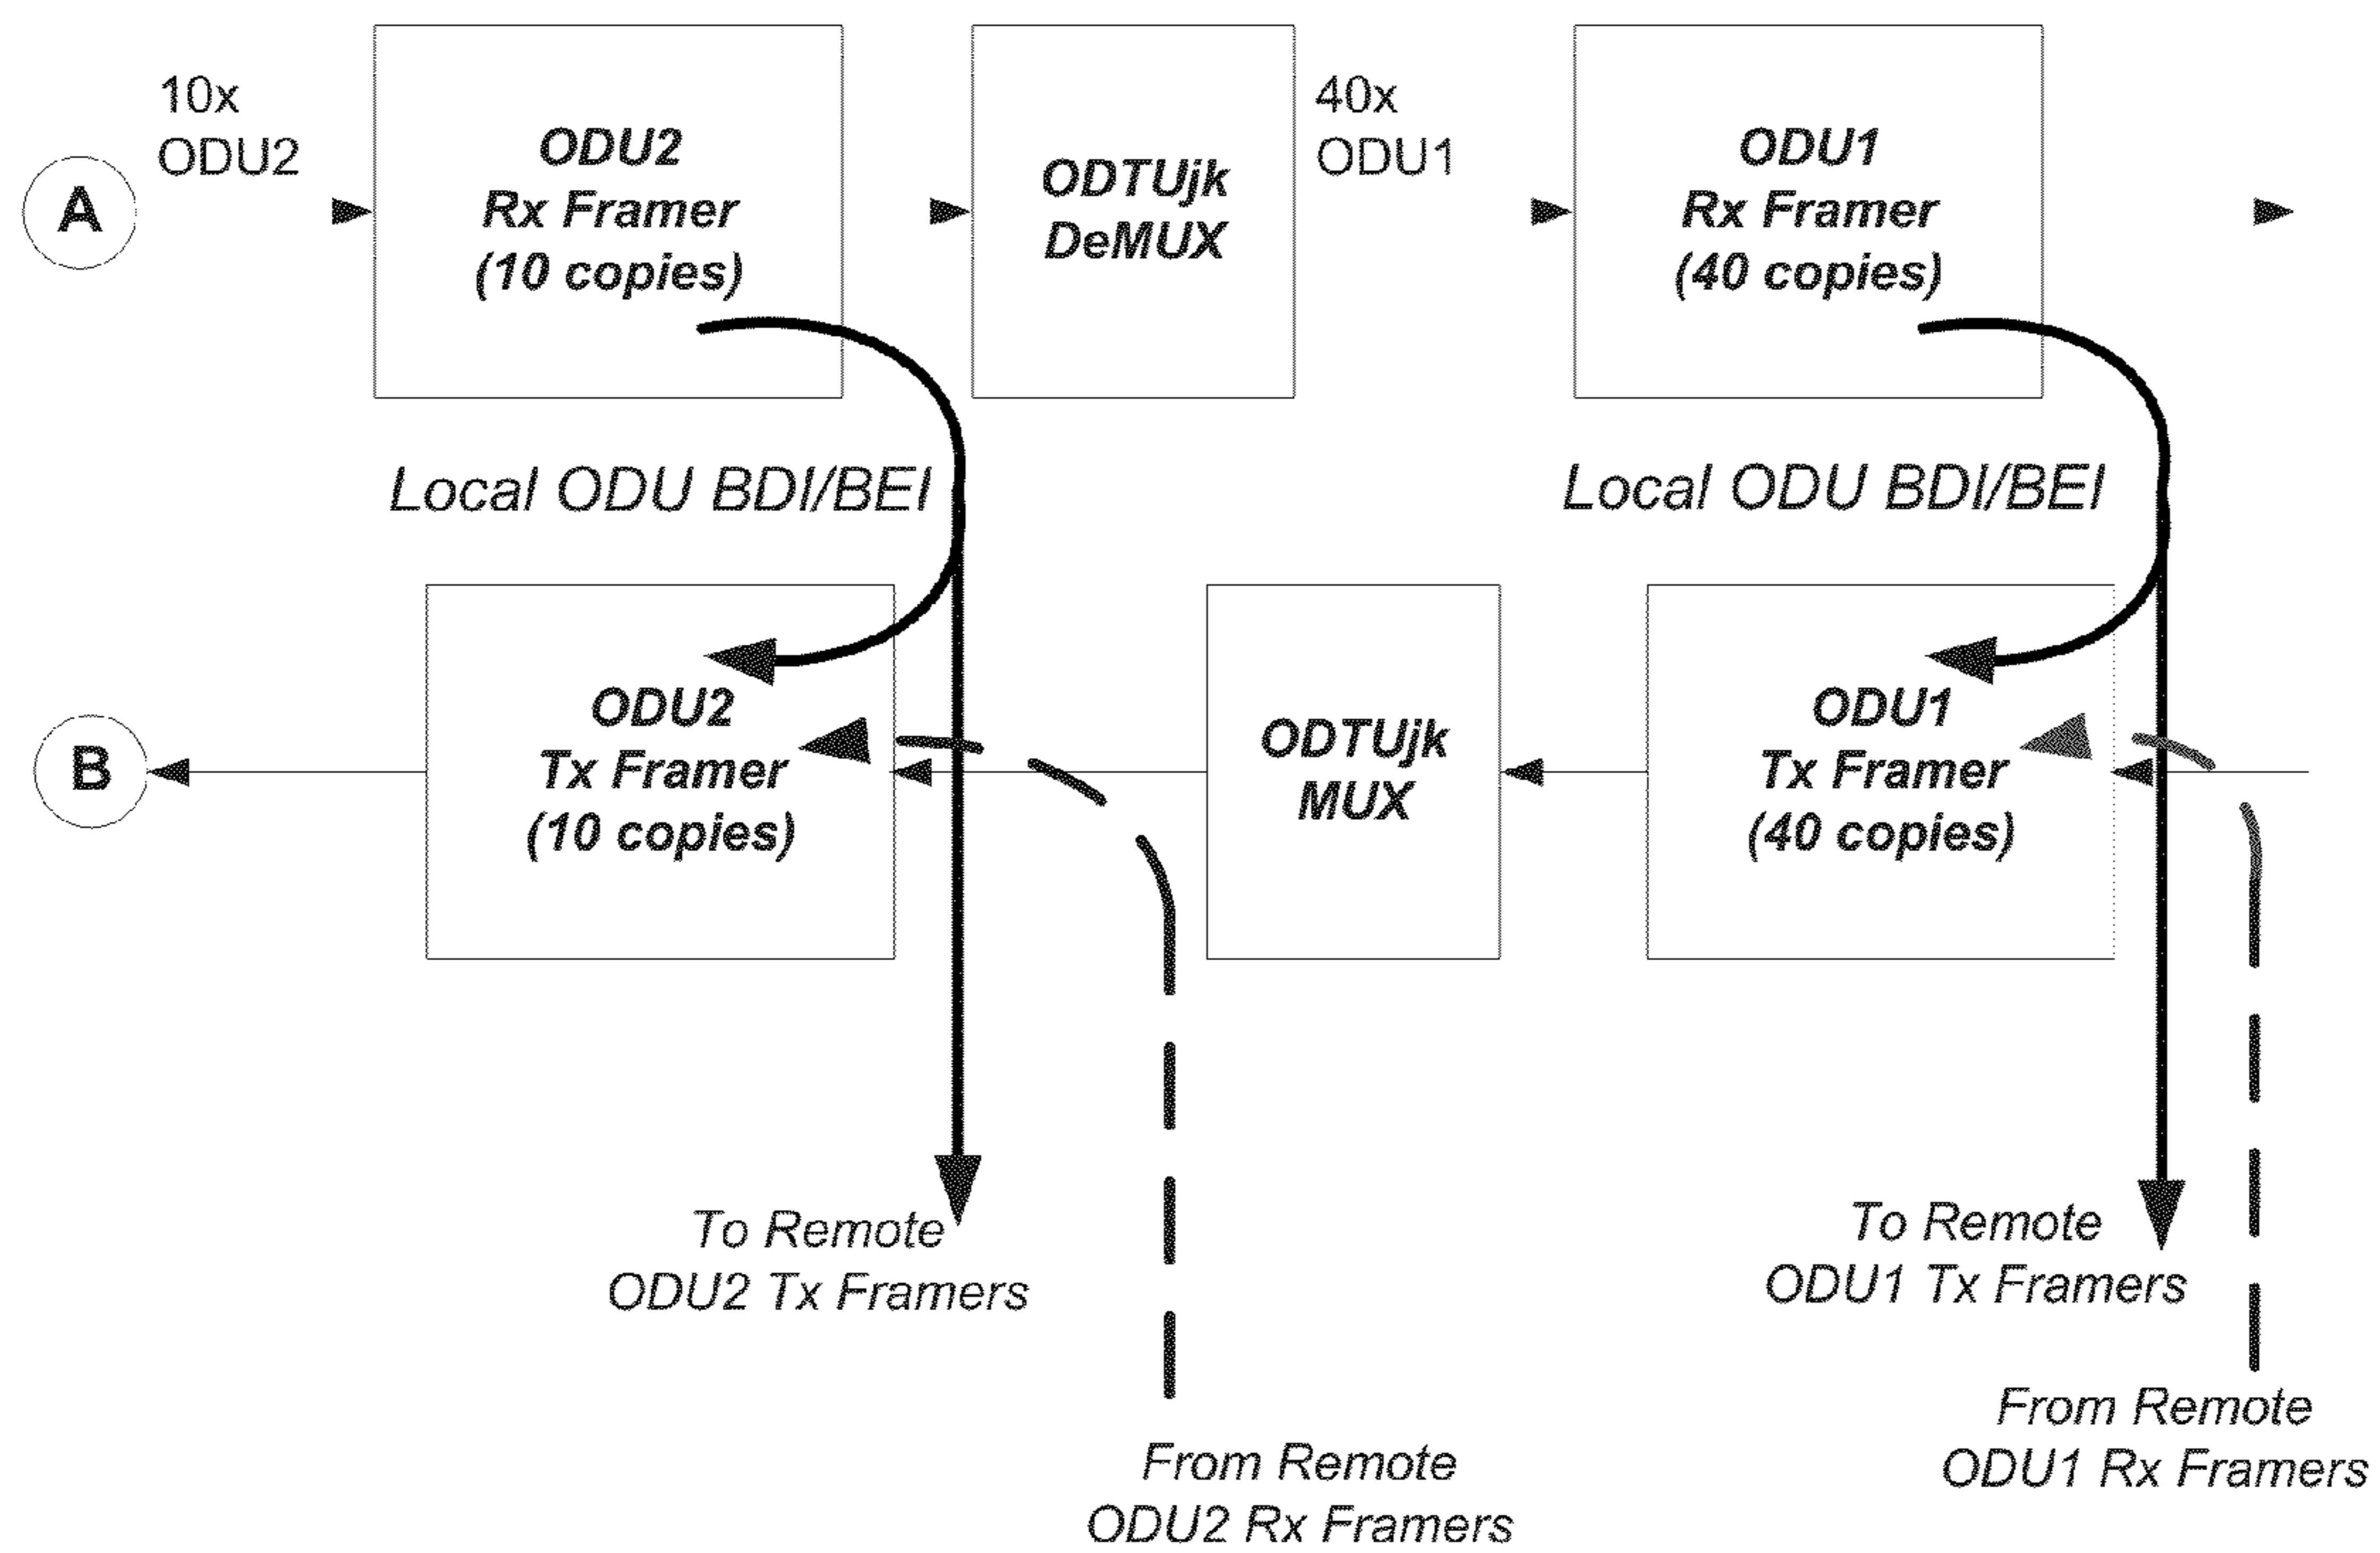 10x
ODU2
A
ODU2
Rx Framer
(10 copies)
ODTUjk
DeMUX
40x
ODU1
ODU1
Rx Framer
(40 copies)
Local ODU BDI/BEI
Local ODU BDI/BEI
B
ODU2
Tx Framer
(10 copies)
ODTUjk
MUX
ODU1
Tx Framer
(40 copies)
To Remote
ODU2 Tx Framers
To Remote
ODU1 Tx Framers
From Remote
ODU2 Rx Framers
From Remote
ODU1 Rx Framers